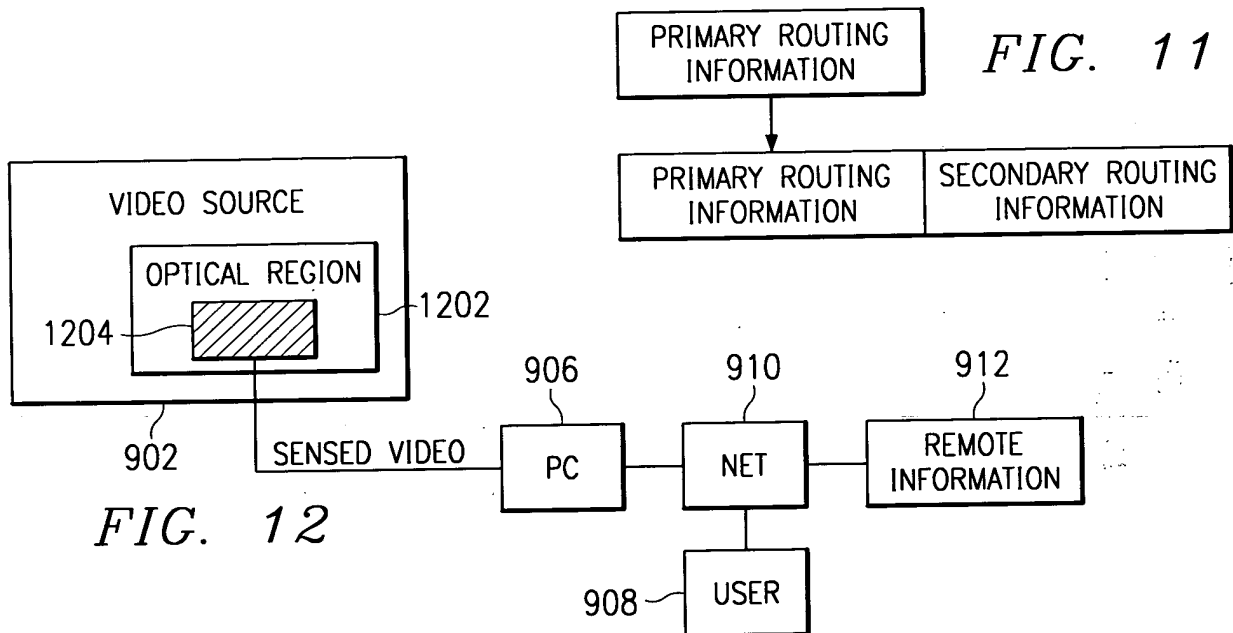 PRIMARY ROUTING
INFORMATION
FIG. 11
PRIMARY ROUTING
INFORMATION
SECONDARY ROUTING
INFORMATION
VIDEO SOURCE
OPTICAL REGION
1204
1202
902
SENSED VIDEO
906
PC
910
NET
912
REMOTE
INFORMATION
908
USER
FIG. 12